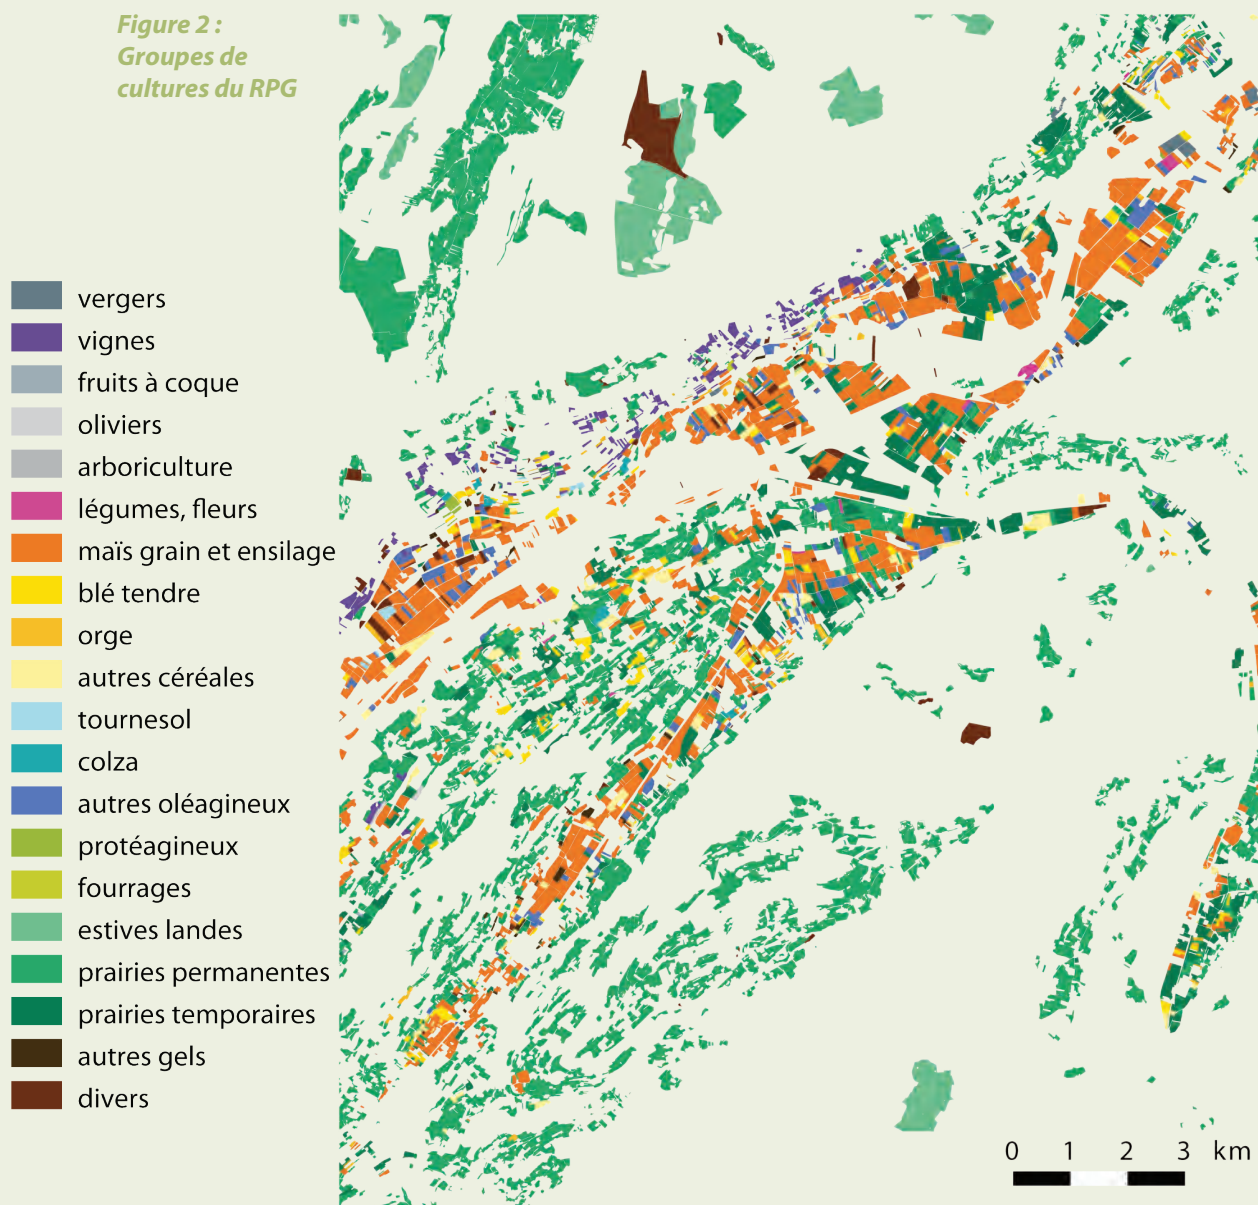 Figure 2 :
Groupes de
cultures du RPG
vergers
vignes
fruits à coque
oliviers
arboriculture
légumes, fleurs
maïs grain et ensilage
blé tendre
orge
autres céréales
tournesol
colza
autres oléagineux
protéagineux
fourrages
estives landes
prairies permanentes
prairies temporaires
autres gels
divers
0 1 2 3 km